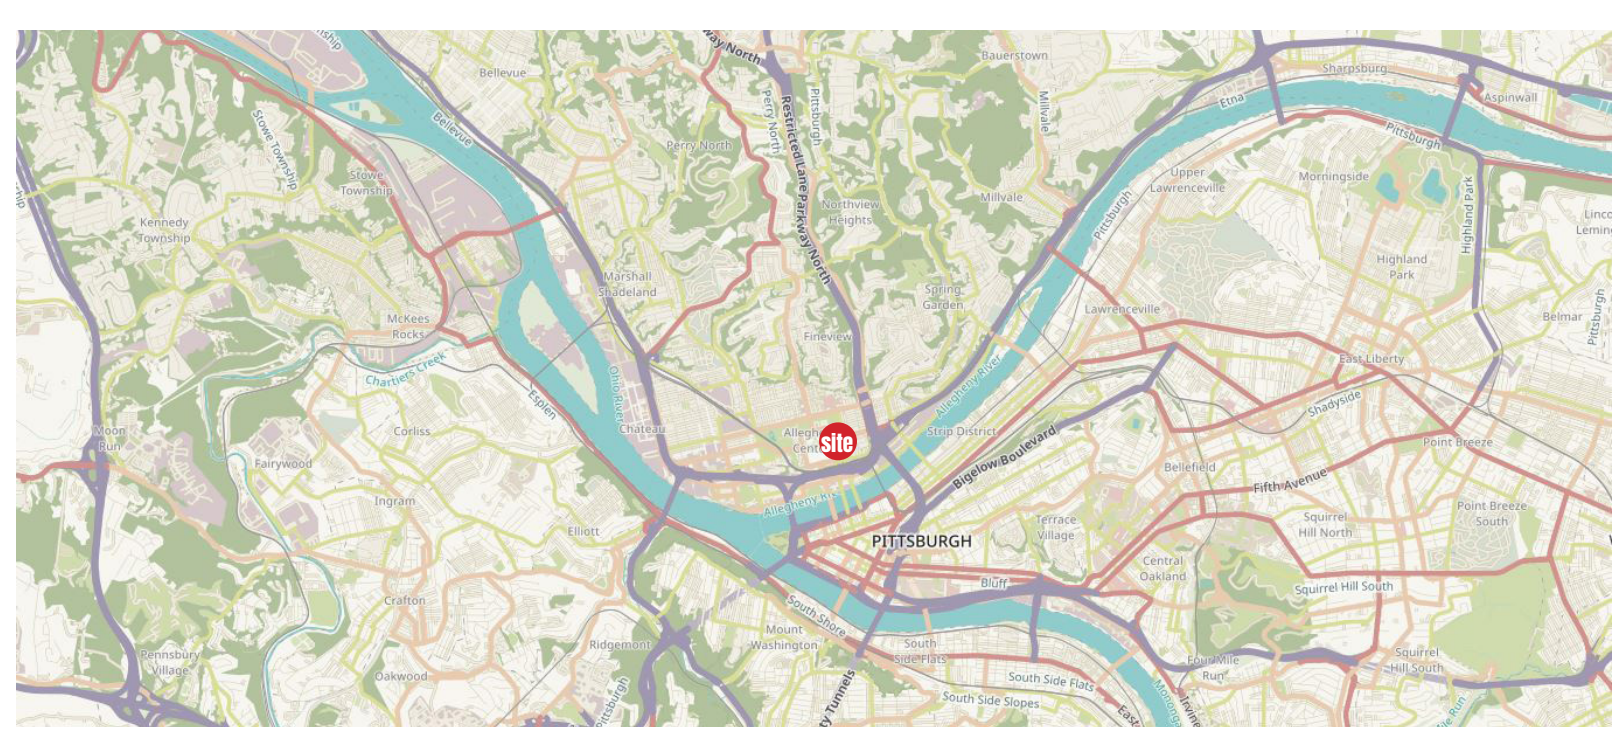 way North
Bauerstown
Bellevue
Sharpsburg
Aspinwall
Etna
Bellevue
Stowe Township
Perry North
Pittsburgh
Millvale
Restricted Lane Parkway North
Perry North
Pittsburgh
Stowe
Township
Upper
Lawrenceville
Morningside
Millvale
Northview
Heights
Kennedy
Township
Pittsburgh
Highland Park
Highland
Park
Marshall
Shadeland
Spring
Garden
Lawrenceville
McKees
Rocks
Fineview
Belmar
Pittsburgh
East Liberty
Chartiers Creek
Ohio River
Esplen
Allegheny River
Shadyside
Chateau
Corliss
Moon
Run
Strip District
site
Point Breeze
Bigelow Boulevard
Fairywood
Bellefield
Fifth Avenue
Ingram
Allegheny
Point Breeze
South
Terrace
Village
Squirrel
Hill North
Elliott
PITTSBURGH
Central
Oakland
Bluff
Squirrel Hill South
Crafton
South Shore
Mount
Washington
Ridgemont
South
Side Flats
Pennsbury
Village
Four Mile
Run
Squirrel
Hill South
Oakwood
South Side Flats
South Side Slopes